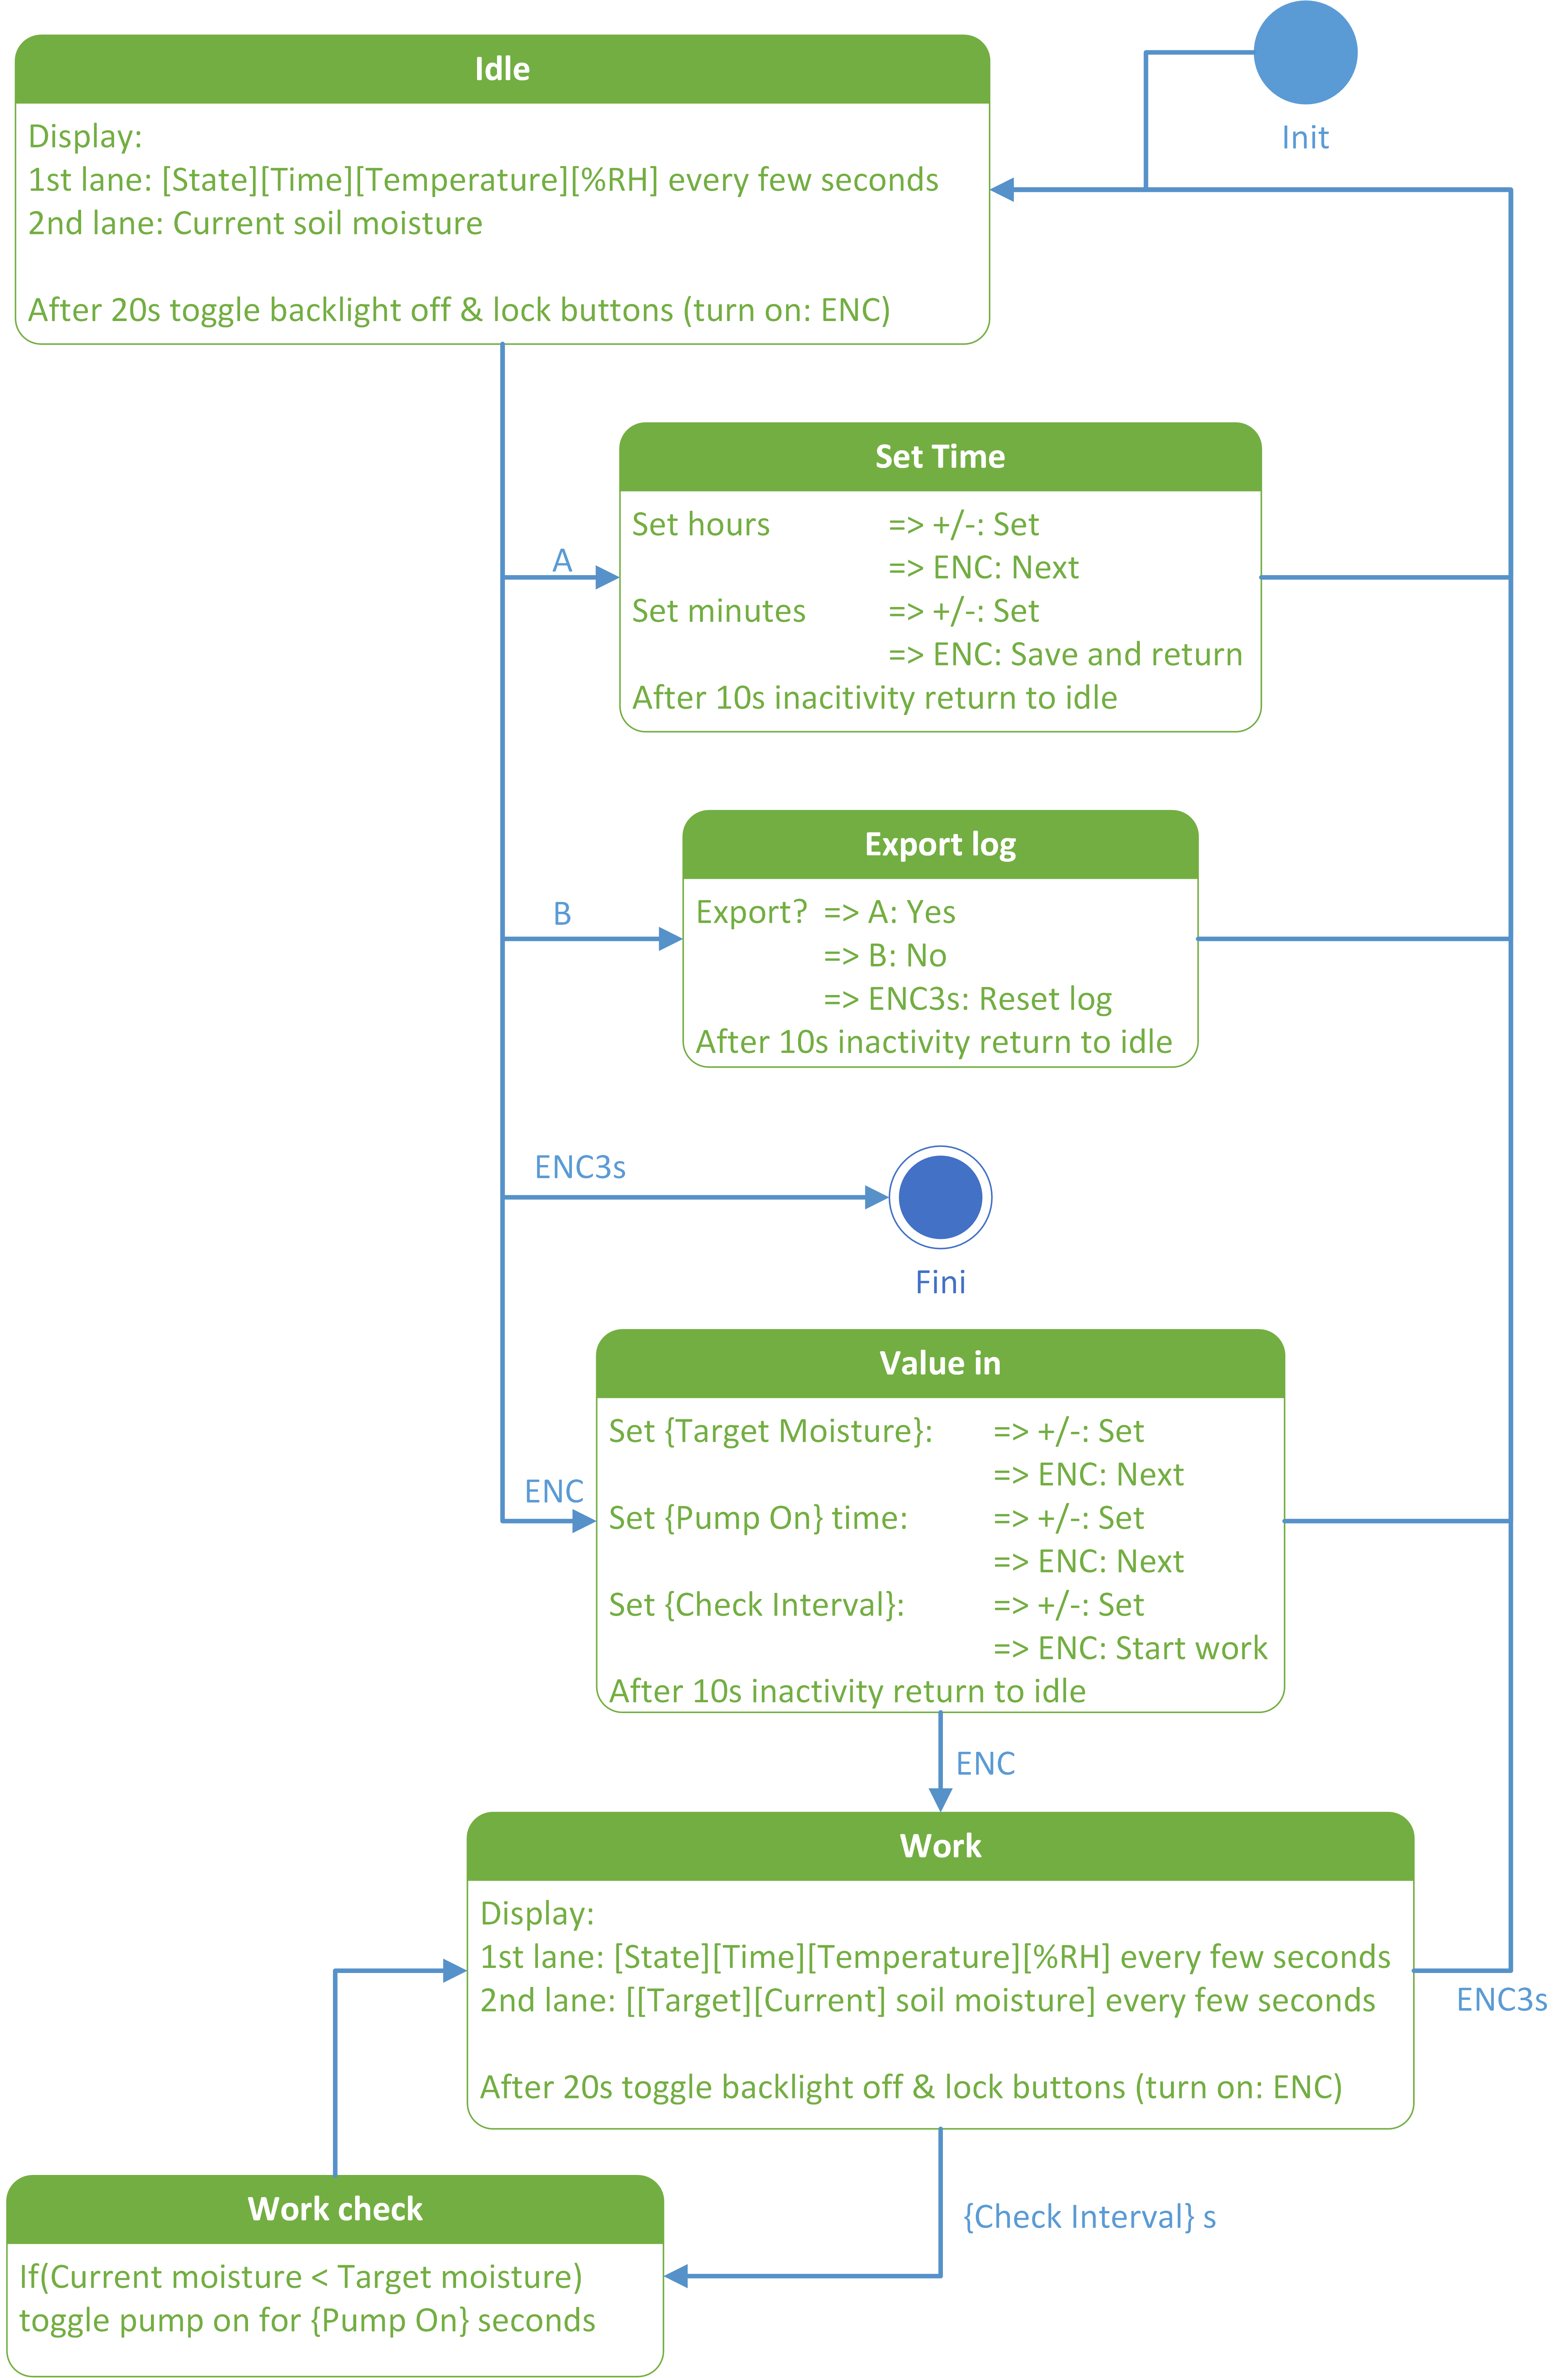 Idle
Display:
1st lane: [State][Time][Temperature][%RH] every few seconds
2nd lane: Current soil moisture
After 20s toggle backlight off & lock buttons (turn on: ENC)
Init
A
Set Time
Set hours => +/-: Set
=> ENC: Next
Set minutes => +/-: Set
=> ENC: Save and return
After 10s inacitivity return to idle
B
Export log
Export? => A: Yes
=> B: No
=> ENC3s: Reset log
After 10s inactivity return to idle
ENC3s
Fini
ENC
Value in
Set {Target Moisture}: => +/-: Set
=> ENC: Next
Set {Pump On} time: => +/-: Set
=> ENC: Next
Set {Check Interval}: => +/-: Set
=> ENC: Start work
After 10s inactivity return to idle
ENC
Work
Display:
1st lane: [State][Time][Temperature][%RH] every few seconds
2nd lane: [[Target][Current] soil moisture] every few seconds
After 20s toggle backlight off & lock buttons (turn on: ENC)
ENC3s
{Check Interval} s
Work check
If(Current moisture < Target moisture)
toggle pump on for {Pump On} seconds